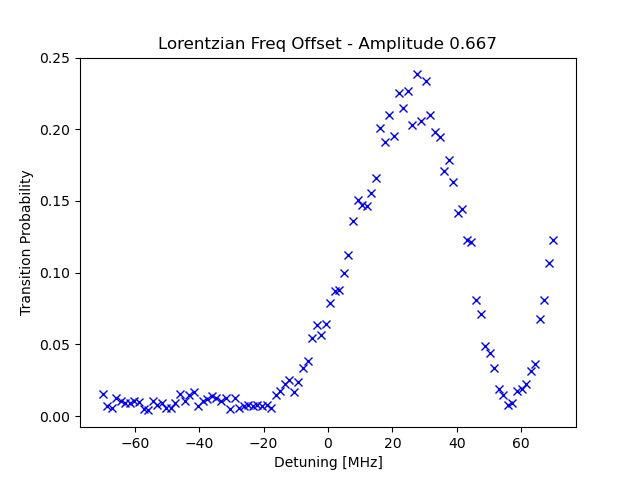 Lorentzian Freq Offset - Amplitude 0.667
Transition Probability
0.25
0.20
0.15
0.10
0.05
0.00
−60 −40 −20 0 20 40 60
Detuning [MHz]